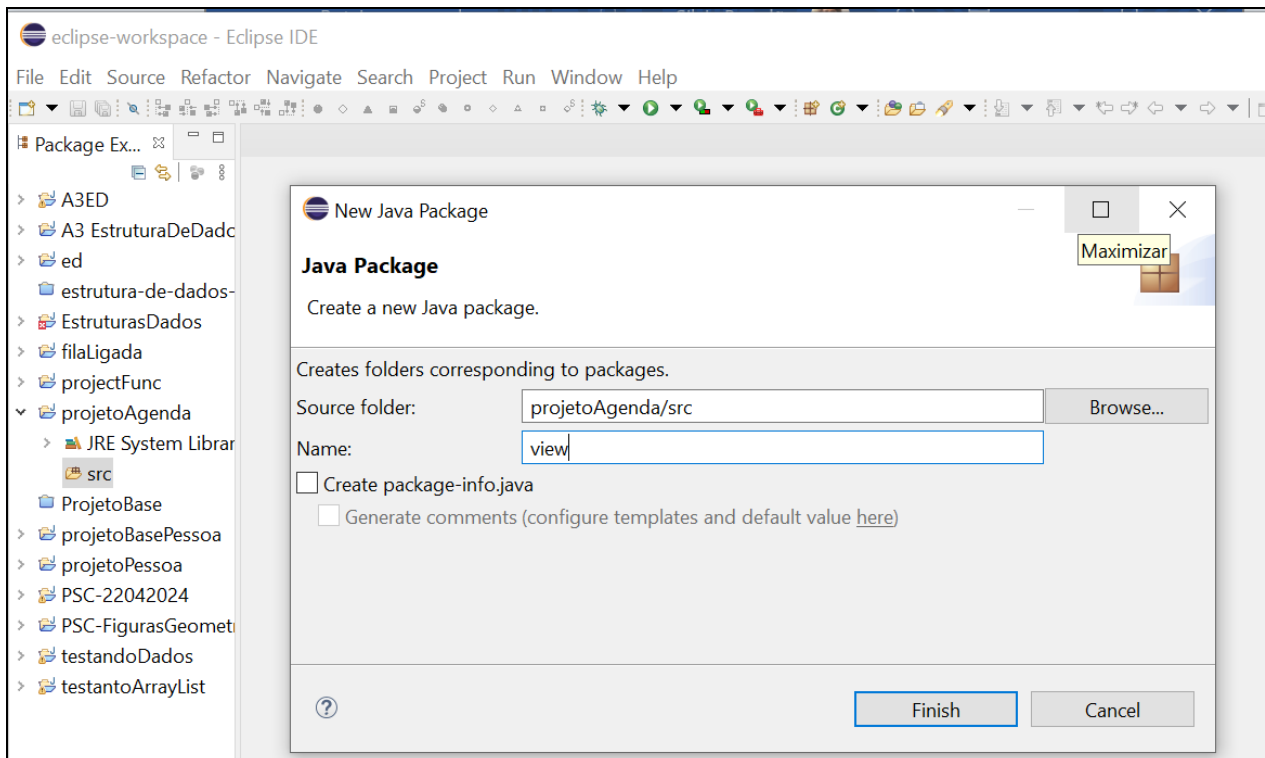 eclipse-workspace - Eclipse IDE
File Edit Source Refactor Navigate Search Project Run Window Help
Package Ex...
A3ED
A3 EstruturaDeDadc
ed
estrutura-de-dados-
EstruturasDados
filaLigada
projectFunc
projetoAgenda
JRE System Librar
src
ProjetoBase
projetoBasePessoa
projetoPessoa
PSC-22042024
PSC-FigurasGeomet
testandoDados
testantoArrayList
New Java Package
Maximizar
Java Package
Create a new Java package.
Creates folders corresponding to packages.
Source folder: projetoAgenda/src Browse...
Name: view
Create package-info.java
Generate comments (configure templates and default value here)
Finish Cancel